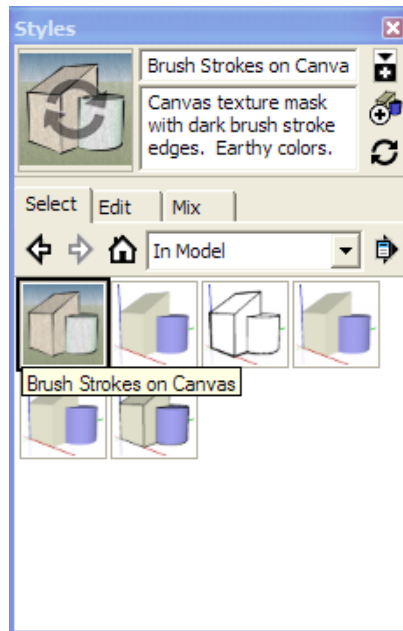 Styles
Brush Strokes on Canva
Canvas texture mask
with dark brush stroke
edges. Earthy colors.
Select Edit Mix
In Model
Brush Strokes on Canvas